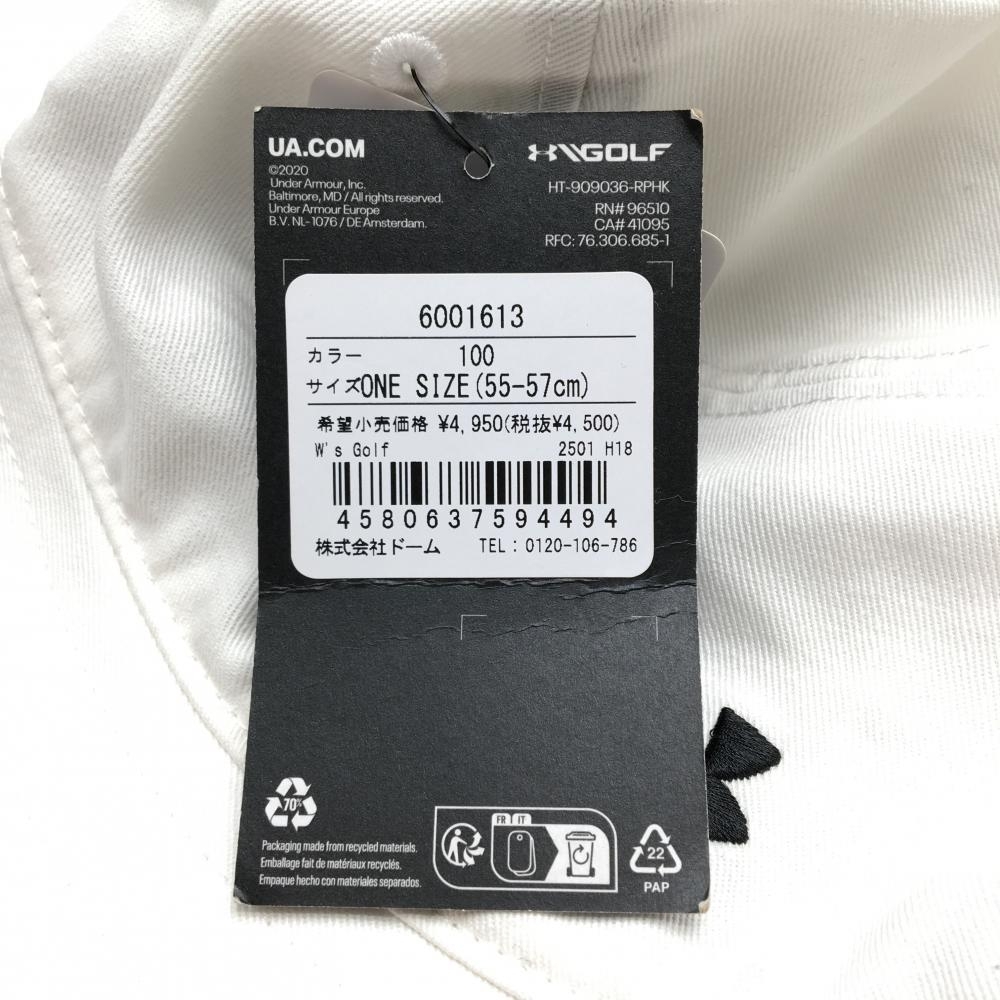 UA.COM
©2020
Under Armour, Inc.
Baltimore, MD / All rights reserved.
Under Armour Europe
B.V. NL-1076 / DE Amsterdam.
GOLF
HT-909036-RPHK
RN# 96510
CA# 41095
RFC: 76.306.685-1
6001613
カラー 100
サイズ ONE SIZE(55-57cm)
希望小売価格 ¥4,950(税抜¥4,500)
W's Golf 2501 H18
4580637594494
株式会社ドーム TEL : 0120-106-786
70%
Packaging made from recycled materials.
Emballage fait de matériaux recyclés.
Empaque hecho con materiales separados.
FR IT
22
PAP